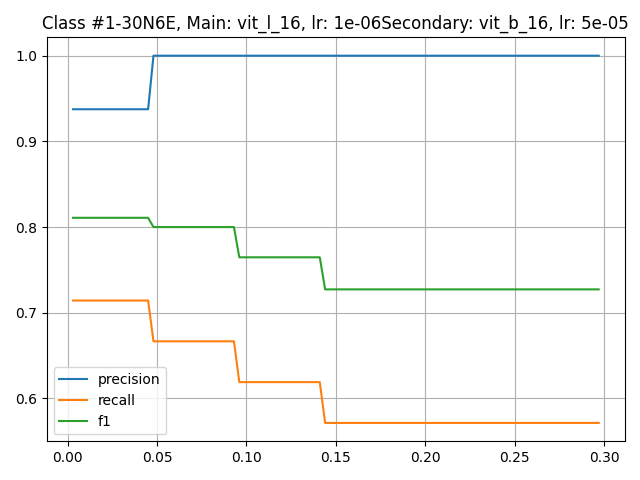 Class #1-30N6E, Main: vit_l_16, lr: 1e-06Secondary: vit_b_16, lr: 5e-05
1.0
0.9
0.8
0.7
0.6
precision
recall
f1
0.00 0.05 0.10 0.15 0.20 0.25 0.30